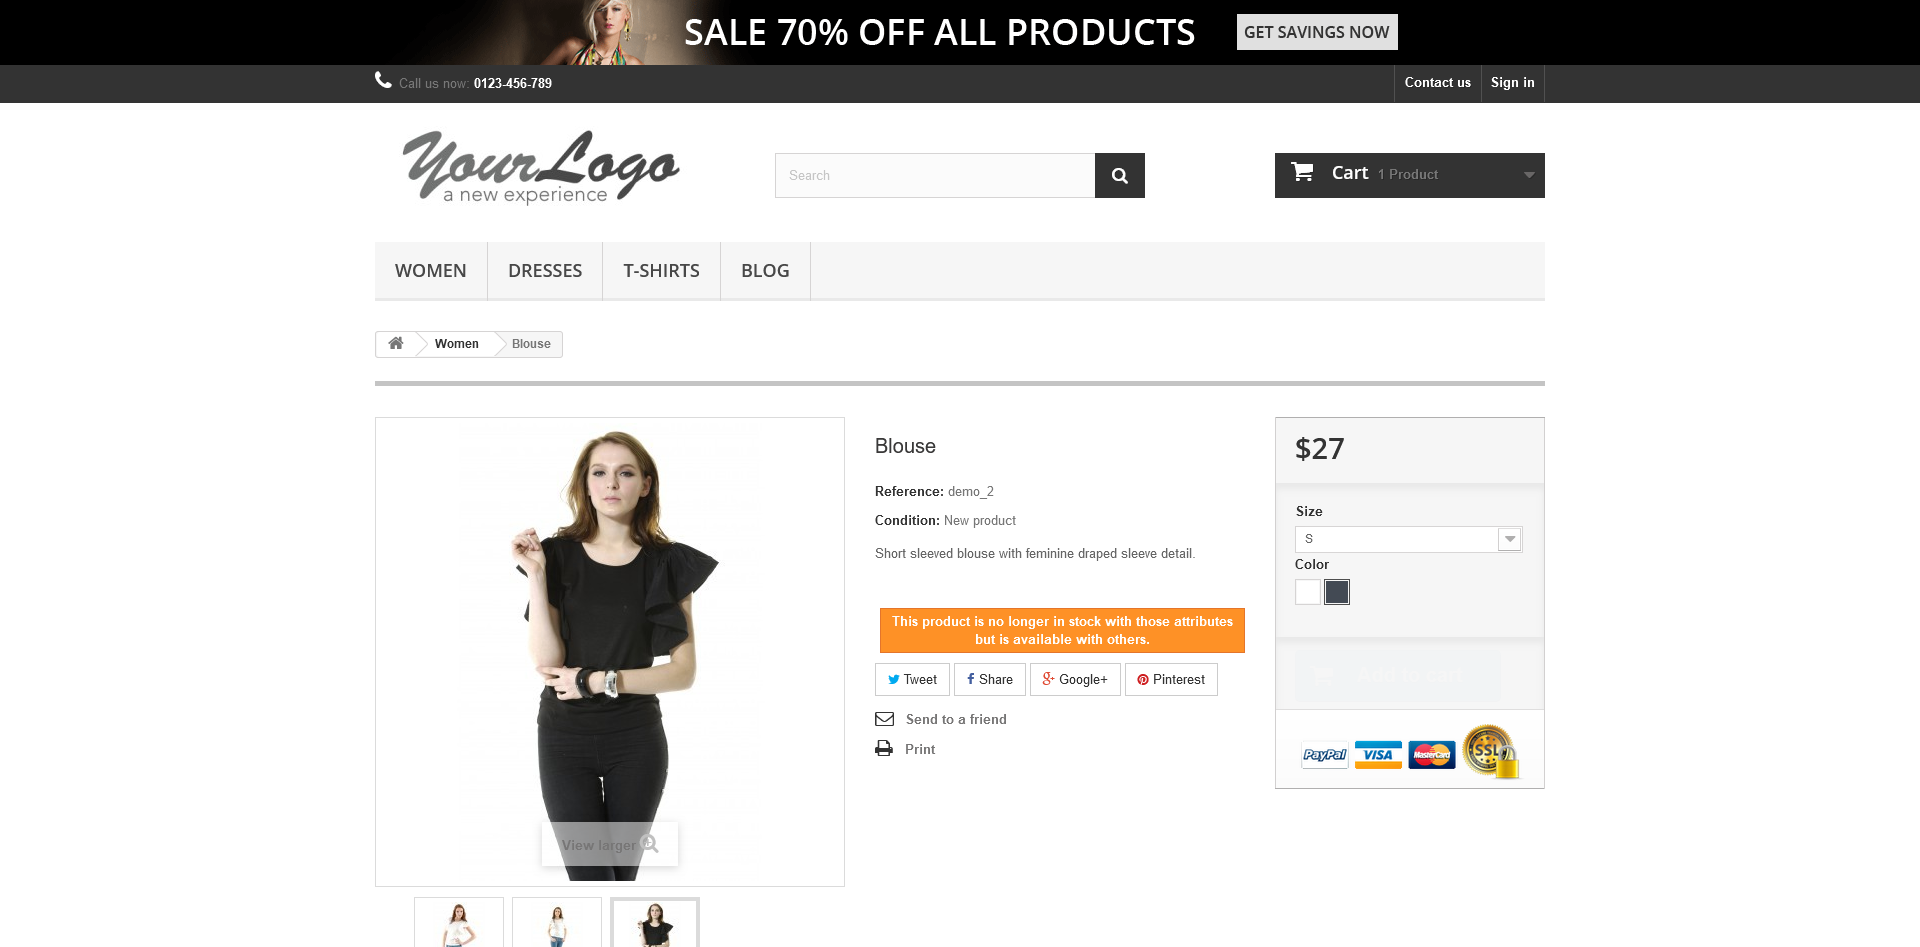 SALE 70% OFF ALL PRODUCTS
GET SAVINGS NOW
Call us now: 0123-456-789
Contact us
Sign in
YourLogo
a new experience
Search
Cart 1 Product
WOMEN
DRESSES
T-SHIRTS
BLOG
Women
Blouse
View larger
Blouse
Reference: demo_2
Condition: New product
Short sleeved blouse with feminine draped sleeve detail.
This product is no longer in stock with those attributes
but is available with others.
Tweet
Share
Google+
Pinterest
Send to a friend
Print
$27
Size
S
Color
Add to cart
PayPal
VISA
MasterCard
SSL